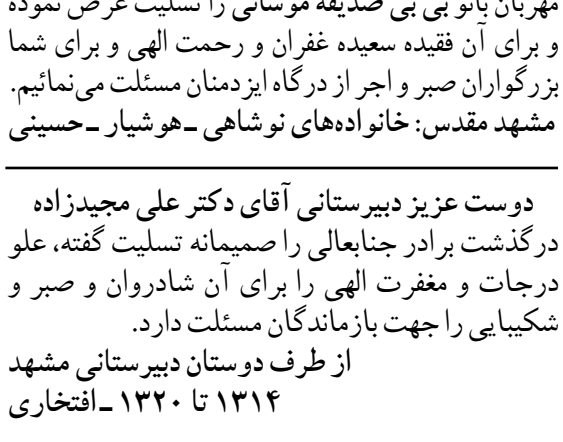 مهربان بانو بی بی صدیقه موسائی را تسلیت عرض نموده
و برای آن فقیده سعیده غفران و رحمت الهی و برای شما
بزرگواران صبر و اجر از درگاه ایزدمنان مسئلت می‌نمائیم.
مشهد مقدس: خانواده‌های نوشاهی ـ هوشیار ـ حسینی
دوست عزیز دبیرستانی آقای دکتر علی مجیدزاده
درگذشت برادر جنابعالی را صمیمانه تسلیت گفته، علو
درجات و مغفرت الهی را برای آن شادروان و صبر و
شکیبایی را جهت بازماندگان مسئلت دارد.
از طرف دوستان دبیرستانی مشهد
۱۳۱۴ تا ۱۳۲۰ ـ افتخاری